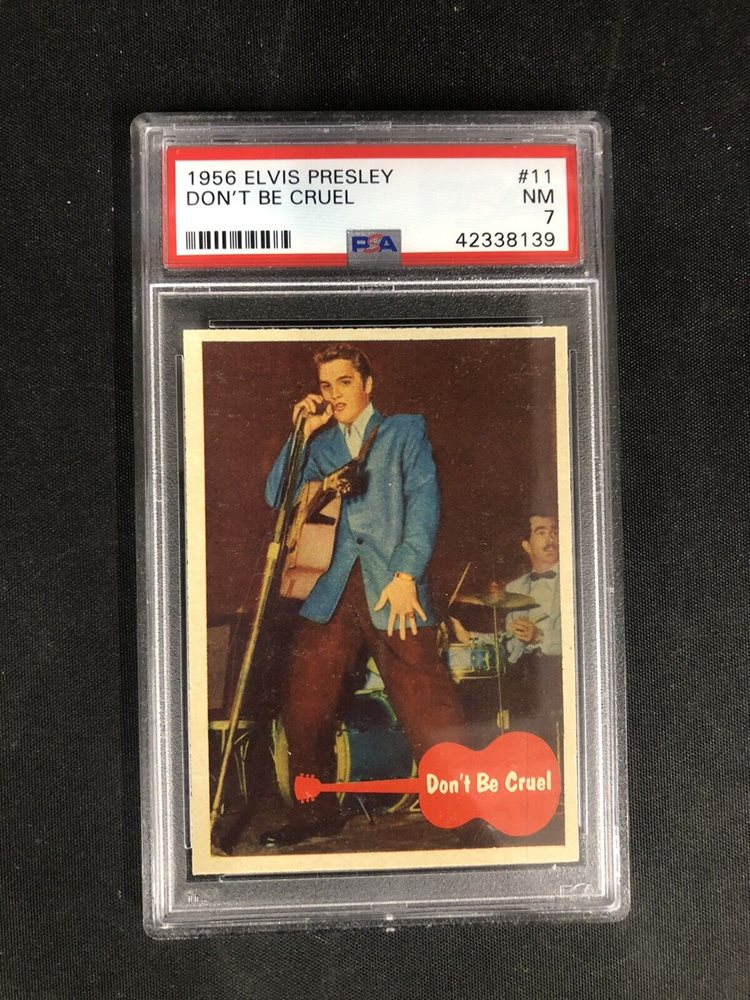 1956 ELVIS PRESLEY #11
DON'T BE CRUEL NM
7
PSA 42338139
Don't Be Cruel